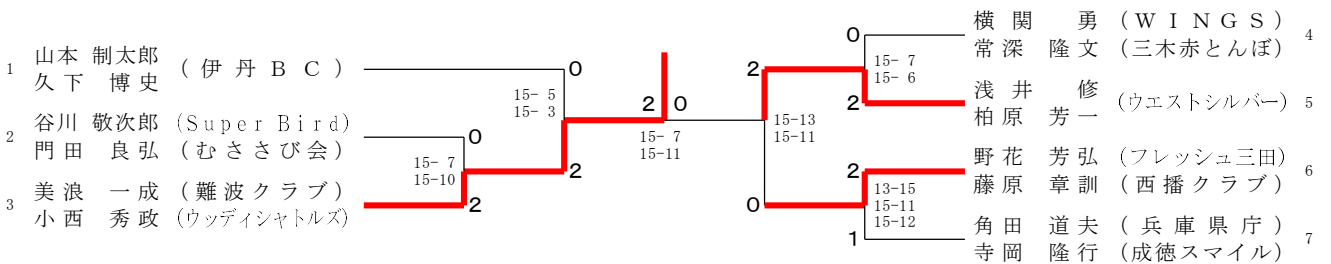 1 山本 制太郎 (伊丹BC)
久下 博史
0
15- 5
15- 3
2 谷川 敬次郎 (Super Bird)
門田 良弘 (むささび会)
0
15- 7
15-10
2
3 美浪 一成 (難波クラブ)
小西 秀政 (ウッディシャトルズ)
2
2 0
15- 7
15-11
横関 勇 (WINGS) 4
常深 隆文 (三木赤とんぼ)
0
15- 7
15- 6
2
浅井 修 (ウエストシルバー) 5
柏原 芳一
2
15-13
15-11
野花 芳弘 (フレッシュ三田) 6
藤原 章訓 (西播クラブ)
2
13-15
15-11
15-12
0
角田 道夫 (兵庫県庁) 7
寺岡 隆行 (成徳スマイル)
1